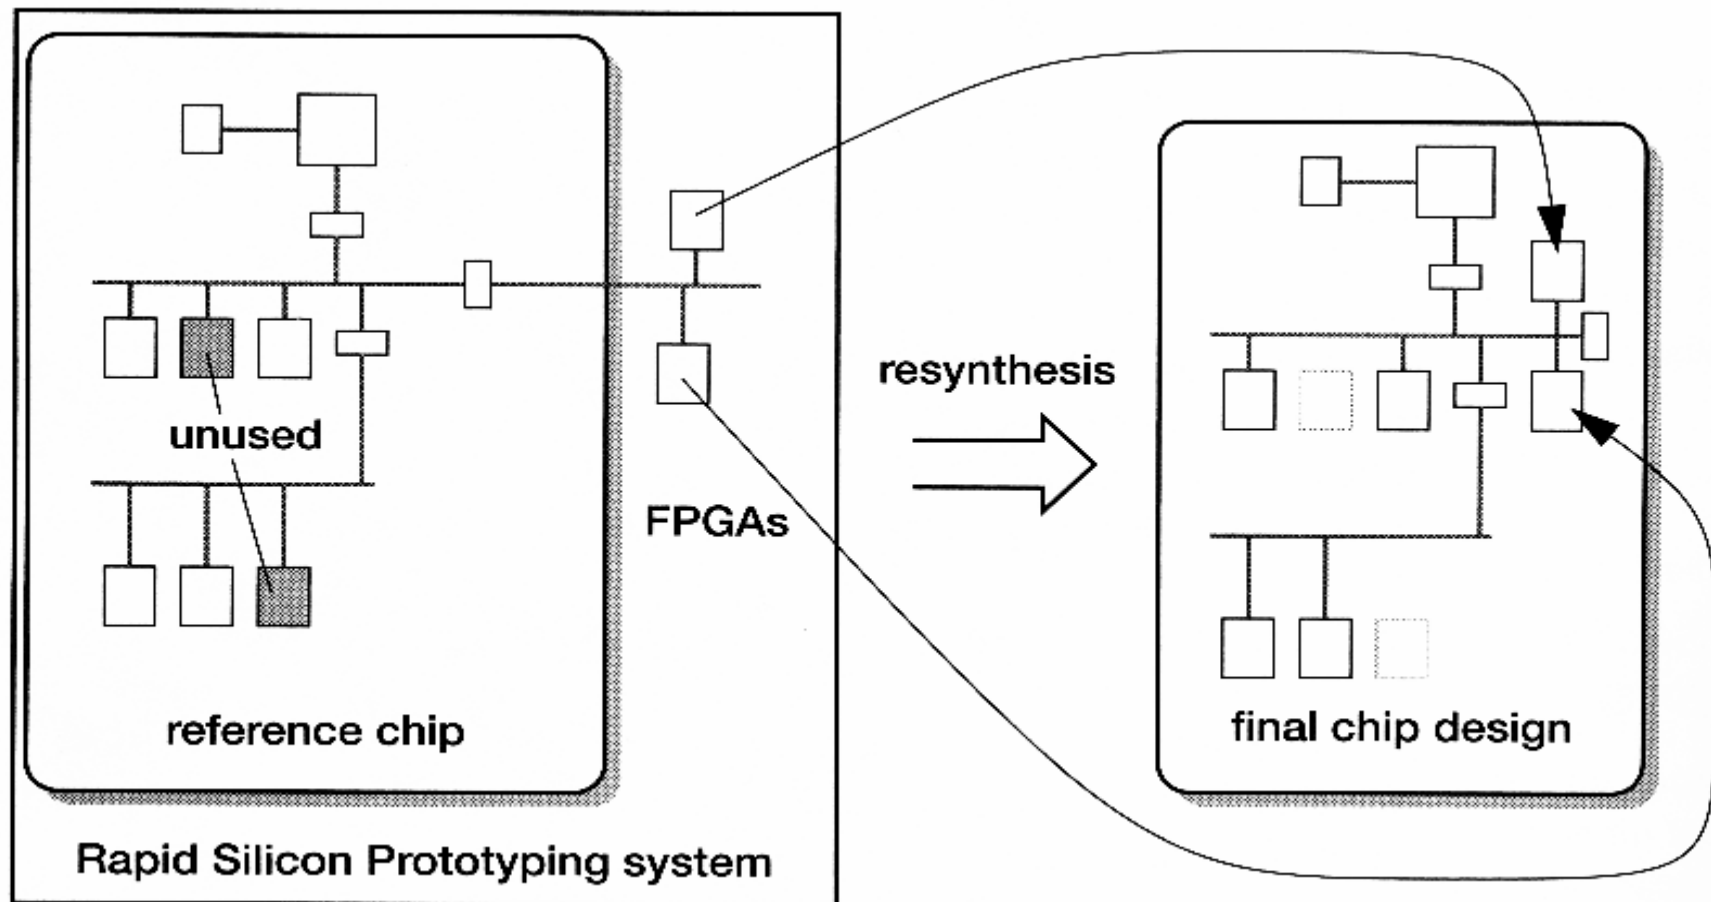 unused
reference chip
FPGAs
Rapid Silicon Prototyping system
resynthesis
final chip design